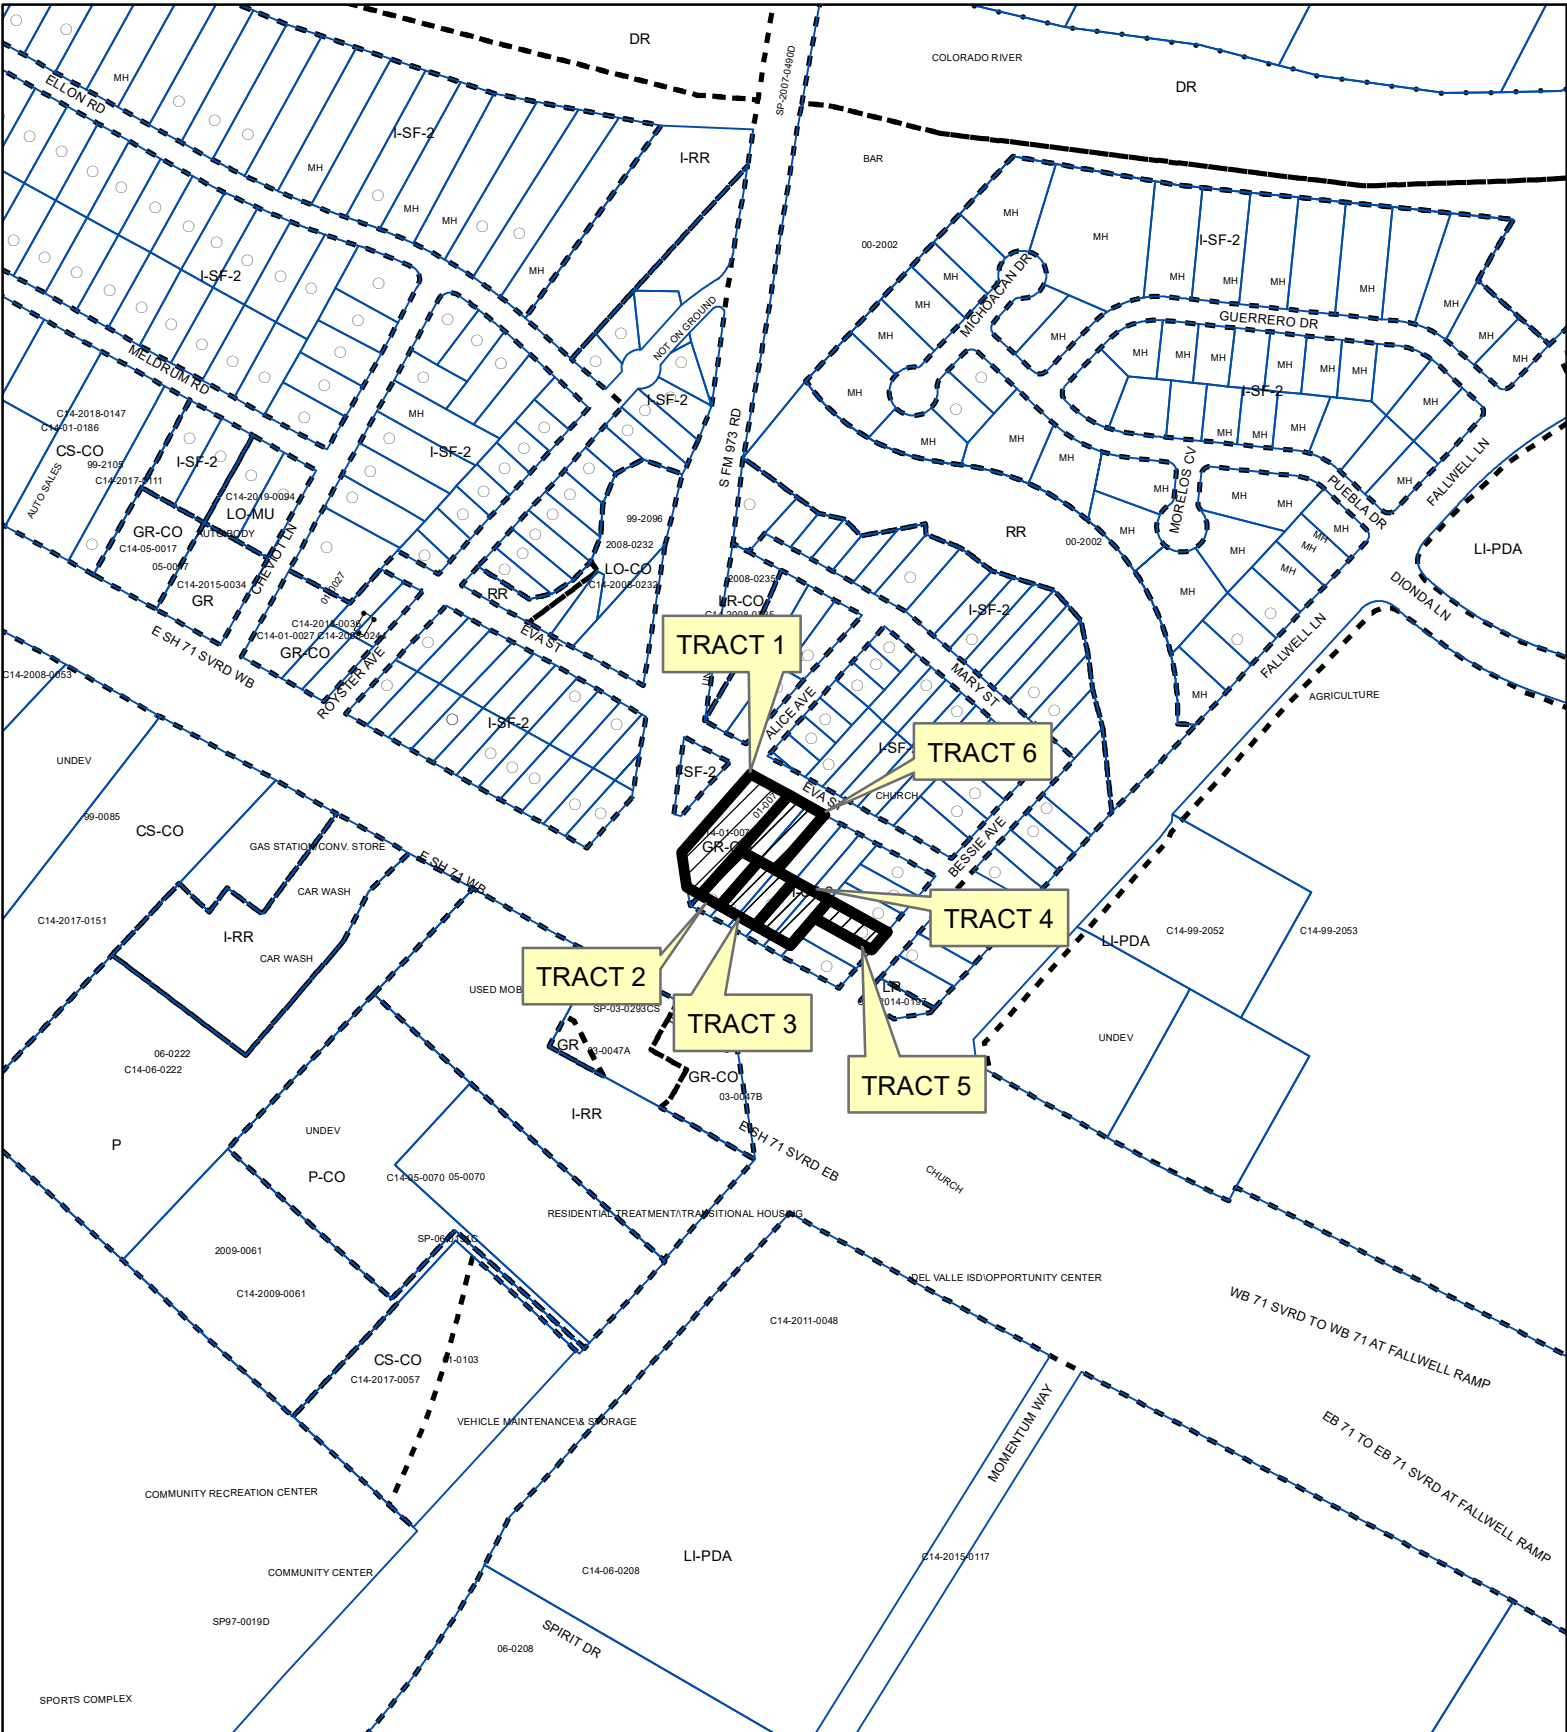 DR
COLORADO RIVER
DR
SP-2007-0490D
MH
ELLON RD
I-SF-2
MH
I-RR
BAR
MH
MH
MH
00-2002
MH
MH
I-SF-2
MH
MH
MH
MH
MH
MH
MH
MICHOACAN DR
MH
MH
I-SF-2
NOT ON GROUND
GUERRERO DR
MH
MH
MH
MH
MH
MH
MH
MH
MH
MH
MELDRUM RD
I-SF-2
I-SF-2
MH
MH
MH
MH
MH
MH
MH
MH
MH
S FM 973 RD
C14-2018-0147
C14-01-0186
CS-CO
99-2105
C14-2017-0111
AUTO SALES
I-SF-2
I-SF-2
MH
MORELOS CV
MH
MH
MH
PUEBLA DR
FALLWELL LN
MH
MH
MH
C14-2019-0094
LO-MU
AUTO BODY
GR-CO
C14-05-0017
05-0017
C14-2015-0034
GR
CHEVIOT LN
99-2096
2008-0232
LO-CO
C14-2008-0232
RR
RR
00-2002
MH
MH
MH
LI-PDA
DIONDA LN
01-0027
C14-01-0027
GR-CO
E SH 71 SVRD WB
ROYSTER AVE
EVA ST
2008-0235
LR-CO
I-SF-2
MH
FALLWELL LN
TRACT 1
C14-2008-0053
I-SF-2
ALICE AVE
MARY ST
MH
AGRICULTURE
UNDEV
I-SF-2
TRACT 6
EVA
CHURCH
99-0085
CS-CO
GAS STATION/CONV. STORE
E SH 71 WB
CAR WASH
BESSIE AVE
C14-2017-0151
I-RR
CAR WASH
TRACT 4
LI-PDA
C14-99-2052
C14-99-2053
TRACT 2
USED MOB
SP-03-0293CS
TRACT 3
LR
GR
03-0047A
GR-CO
03-0047B
TRACT 5
UNDEV
06-0222
C14-06-0222
I-RR
P
UNDEV
P-CO
C14-05-0070
05-0070
E SH 71 SVRD EB
CHURCH
RESIDENTIAL TREATMENT/TRANSITIONAL HOUSING
2009-0061
C14-2009-0061
DEL VALLE ISD\OPPORTUNITY CENTER
WB 71 SVRD TO WB 71 AT FALLWELL RAMP
C14-2011-0048
CS-CO
01-0103
C14-2017-0057
VEHICLE MAINTENANCE\& STORAGE
MOMENTUM WAY
EB 71 TO EB 71 SVRD AT FALLWELL RAMP
COMMUNITY RECREATION CENTER
COMMUNITY CENTER
LI-PDA
C14-06-0208
C14-2015-0117
SP97-0019D
06-0208
SPIRIT DR
SPORTS COMPLEX